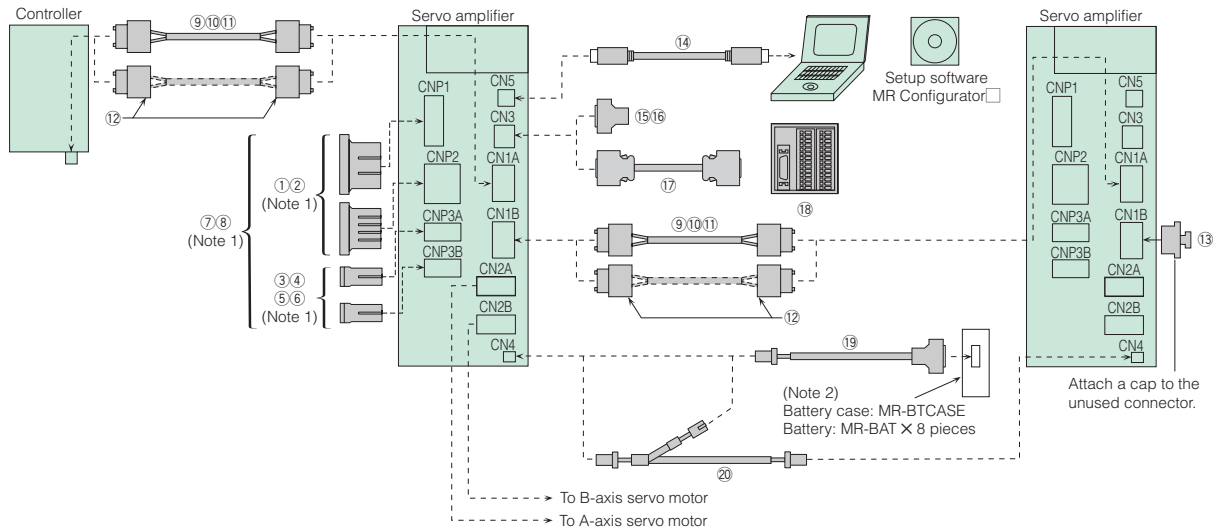 Controller
⑨⑩⑪
⑫
Servo amplifier
CNP1
CNP2
CNP3A
CNP3B
CN5
CN3
CN1A
CN1B
CN2A
CN2B
CN4
①②
(Note 1)
⑦⑧
(Note 1)
③④
⑤⑥
(Note 1)
⑭
Setup software
MR Configurator□
⑮⑯
⑰
⑱
⑨⑩⑪
⑫
⑲
(Note 2)
Battery case: MR-BTCASE
Battery: MR-BAT × 8 pieces
⑳
To B-axis servo motor
To A-axis servo motor
Servo amplifier
CNP1
CNP2
CNP3A
CNP3B
CN5
CN3
CN1A
CN1B
CN2A
CN2B
CN4
⑬
Attach a cap to the
unused connector.